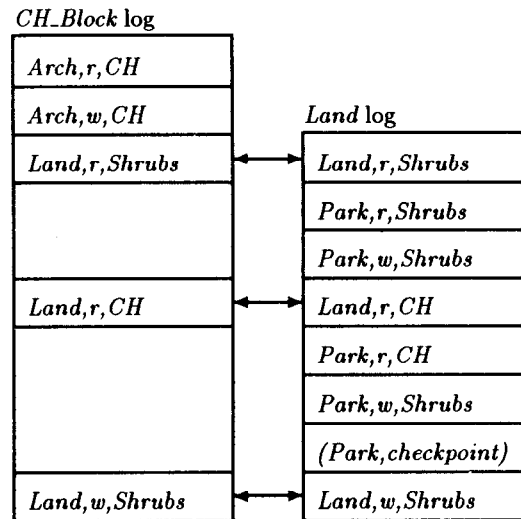 CH_Block log
Arch,r,CH
Arch,w,CH
Land,r,Shrubs
Land,r,CH
Land,w,Shrubs
Land log
Land,r,Shrubs
Park,r,Shrubs
Park,w,Shrubs
Land,r,CH
Park,r,CH
Park,w,Shrubs
(Park,checkpoint)
Land,w,Shrubs